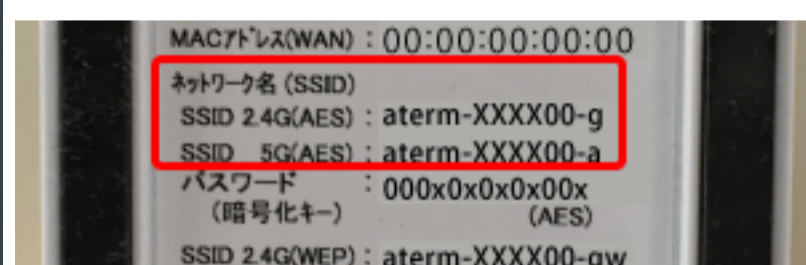 MACアドレス(WAN) : 00:00:00:00:00:00
ネットワーク名 (SSID)
SSID 2.4G(AES) : aterm-XXXX00-g
SSID 5G(AES) : aterm-XXXX00-a
パスワード : 000x0x0x0x00x
(暗号化キー) (AES)
SSID 2.4G(WEP) : aterm-XXXX00-gw